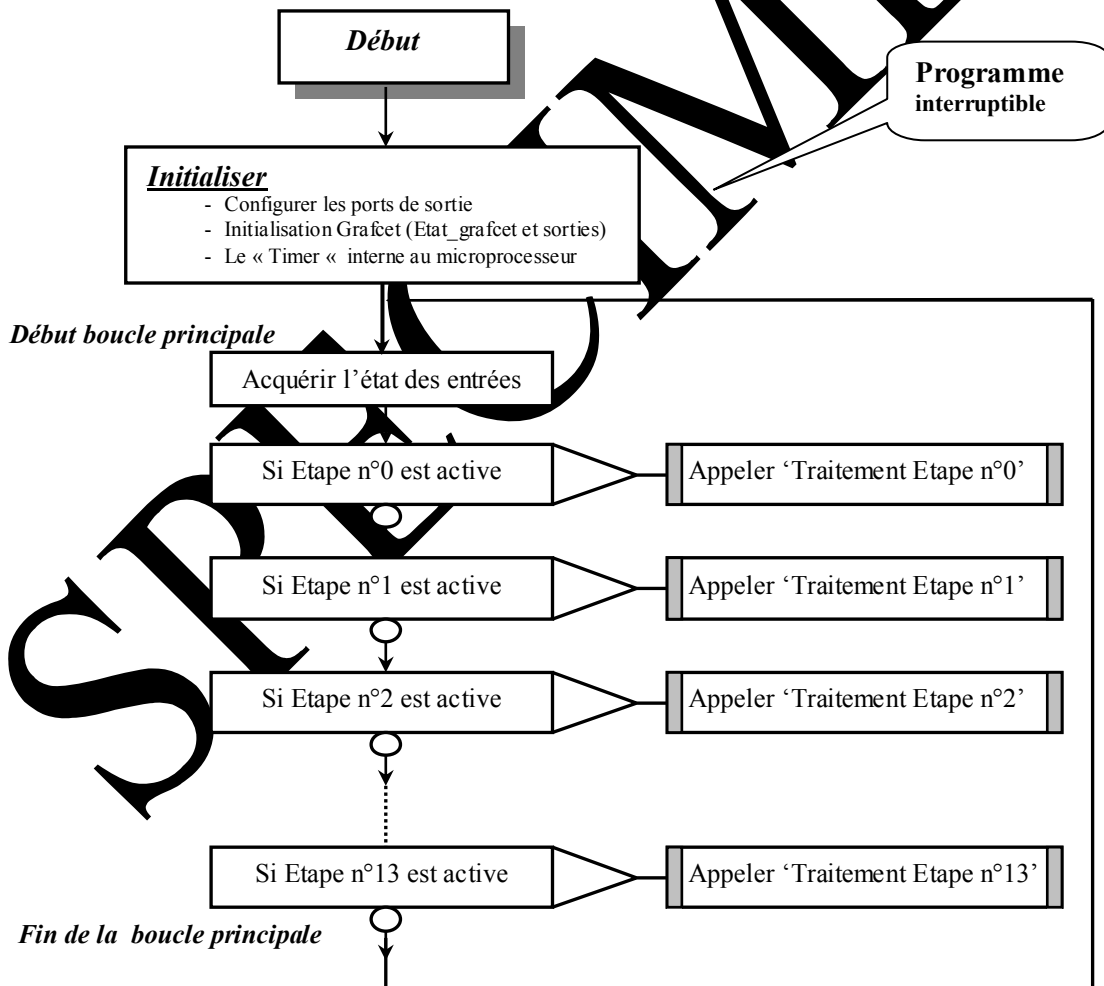 Début
Programme
interruptible
Initialiser
- Configurer les ports de sortie
- Initialisation Grafcet (Etat_grafcet et sorties)
- Le « Timer « interne au microprocesseur
Début boucle principale
Acquérir l’état des entrées
Si Etape n°0 est active
Appeler ‘Traitement Etape n°0’
Si Etape n°1 est active
Appeler ‘Traitement Etape n°1’
Si Etape n°2 est active
Appeler ‘Traitement Etape n°2’
Si Etape n°13 est active
Appeler ‘Traitement Etape n°13’
Fin de la boucle principale